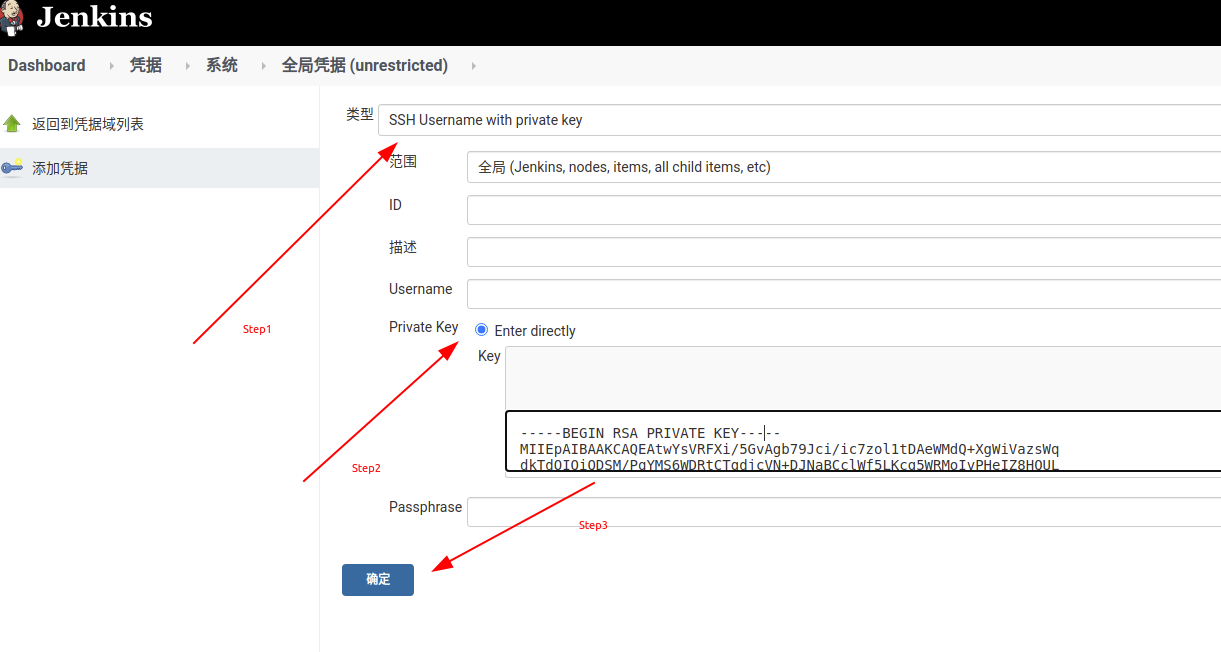 Jenkins
Dashboard 凭据 系统 全局凭据 (unrestricted)
返回到凭据域列表
添加凭据
类型 SSH Username with private key
范围 全局 (Jenkins, nodes, items, all child items, etc)
ID
描述
Username
Private Key Enter directly
Step1
Key
-----BEGIN RSA PRIVATE KEY-----
MIIEpAIBAAKCAQEAtwYsVRFXi/5GvAgb79Jci/ic7zol1tDAeWMdQ+XgWiVazsWq
Step2
Passphrase
Step3
确定